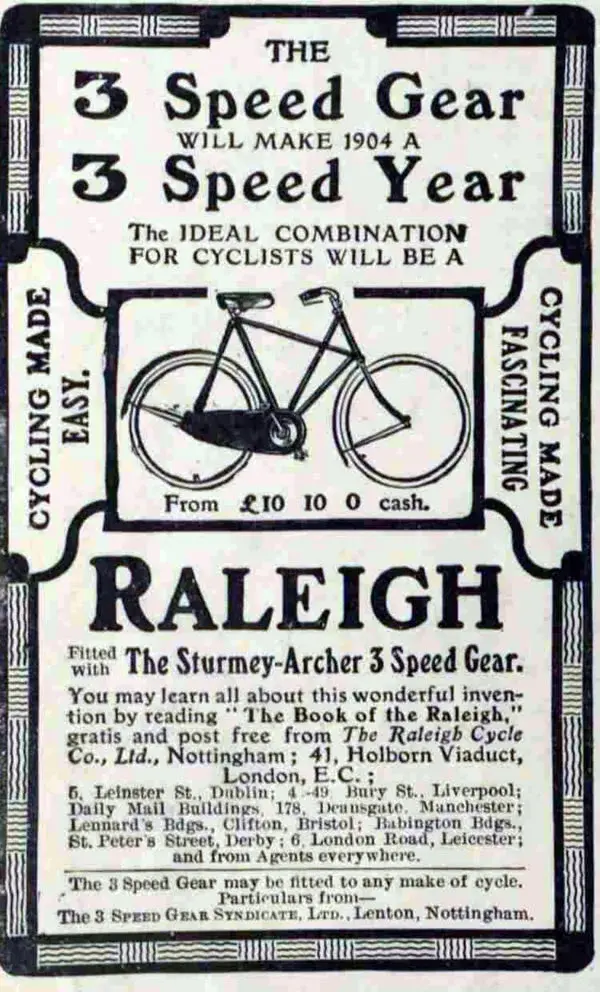 THE
3 Speed Gear
WILL MAKE 1904 A
3 Speed Year
The IDEAL COMBINATION
FOR CYCLISTS WILL BE A
CYCLING MADE
EASY.
CYCLING MADE
FASCINATING
From £10 10 0 cash.
RALEIGH
Fitted with The Sturmey-Archer 3 Speed Gear.
You may learn all about this wonderful inven-
tion by reading "The Book of the Raleigh,"
gratis and post free from The Raleigh Cycle
Co., Ltd., Nottingham; 41, Holborn Viaduct,
London, E.C.;
6, Leinster St., Dublin; Bury St., Liverpool;
Daily Mail Buildings, 178, Deansgate, Manchester;
Lennard's Bdgs., Clifton, Bristol; Babington Bdgs.,
St. Peter's Street, Derby; 6, London Road, Leicester;
and from Agents everywhere.
The 3 Speed Gear may be fitted to any make of cycle.
Particulars from—
The 3 SPEED GEAR SYNDICATE, LTD., Lenton, Nottingham.